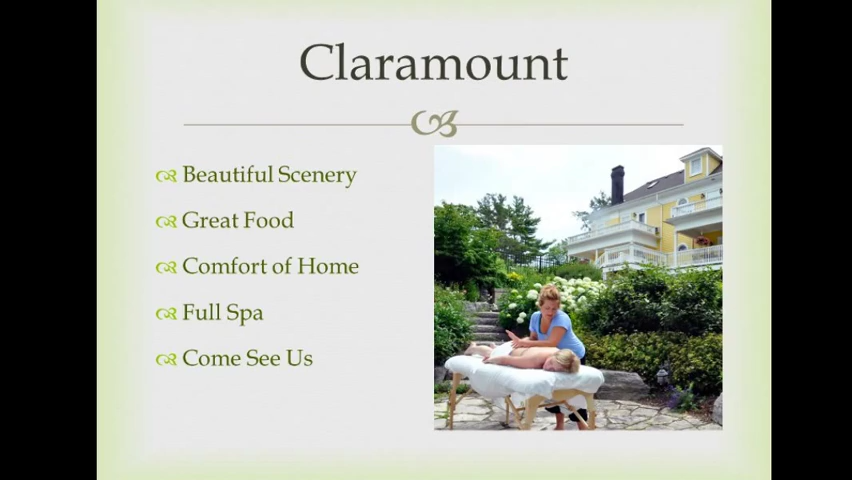 Claramount
Beautiful Scenery
Great Food
Comfort of Home
Full Spa
Come See Us